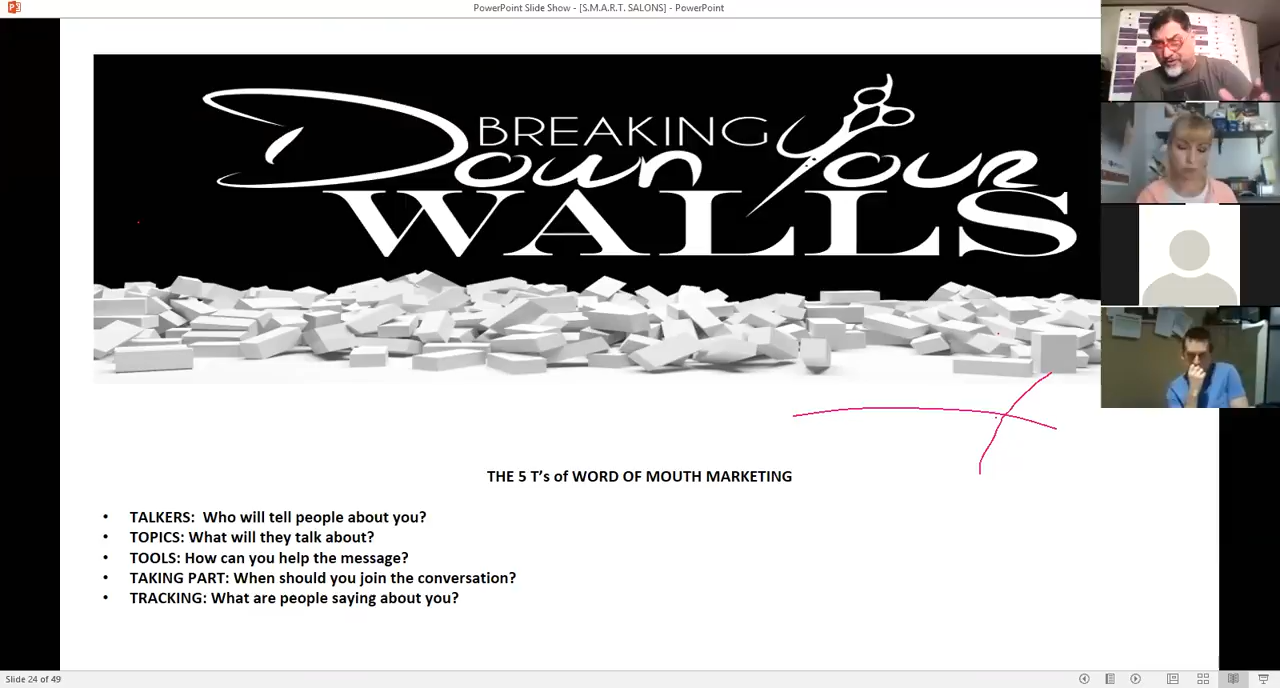 PowerPoint Slide Show - [S.M.A.R.T. SALONS] - PowerPoint
BREAKING
Down Your
WALLS
THE 5 T's of WORD OF MOUTH MARKETING
• TALKERS:  Who will tell people about you?
• TOPICS: What will they talk about?
• TOOLS: How can you help the message?
• TAKING PART: When should you join the conversation?
• TRACKING: What are people saying about you?
Slide 24 of 49